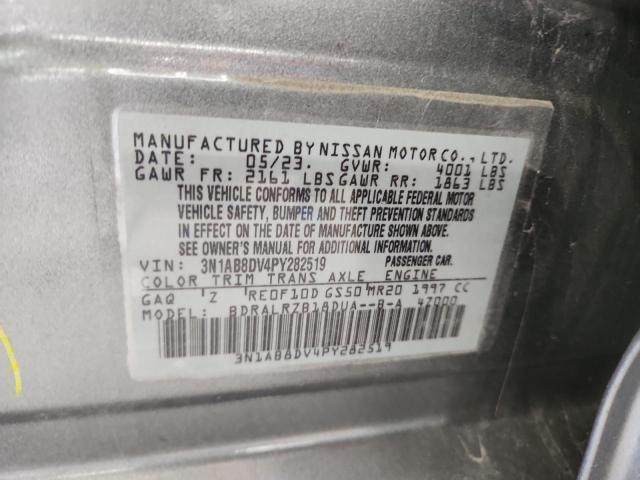 MANUFACTURED BY NISSAN MOTOR CO., LTD.
DATE: 05/23. GVWR: 4001 LBS
GAWR FR: 2161 LBS GAWR RR: 1863 LBS
THIS VEHICLE CONFORMS TO ALL APPLICABLE FEDERAL MOTOR
VEHICLE SAFETY, BUMPER AND THEFT PREVENTION STANDARDS
IN EFFECT ON THE DATE OF MANUFACTURE SHOWN ABOVE.
SEE OWNER'S MANUAL FOR ADDITIONAL INFORMATION.
VIN: 3N1AB8DV4PY282519 PASSENGER CAR
COLOR TRIM TRANS AXLE ENGINE
GAQ Z RE0F10D GS50 MR20 1997 CC
MODEL: BDRALRZB18DUA--B-A 47000
3N1AB8DV4PY282519